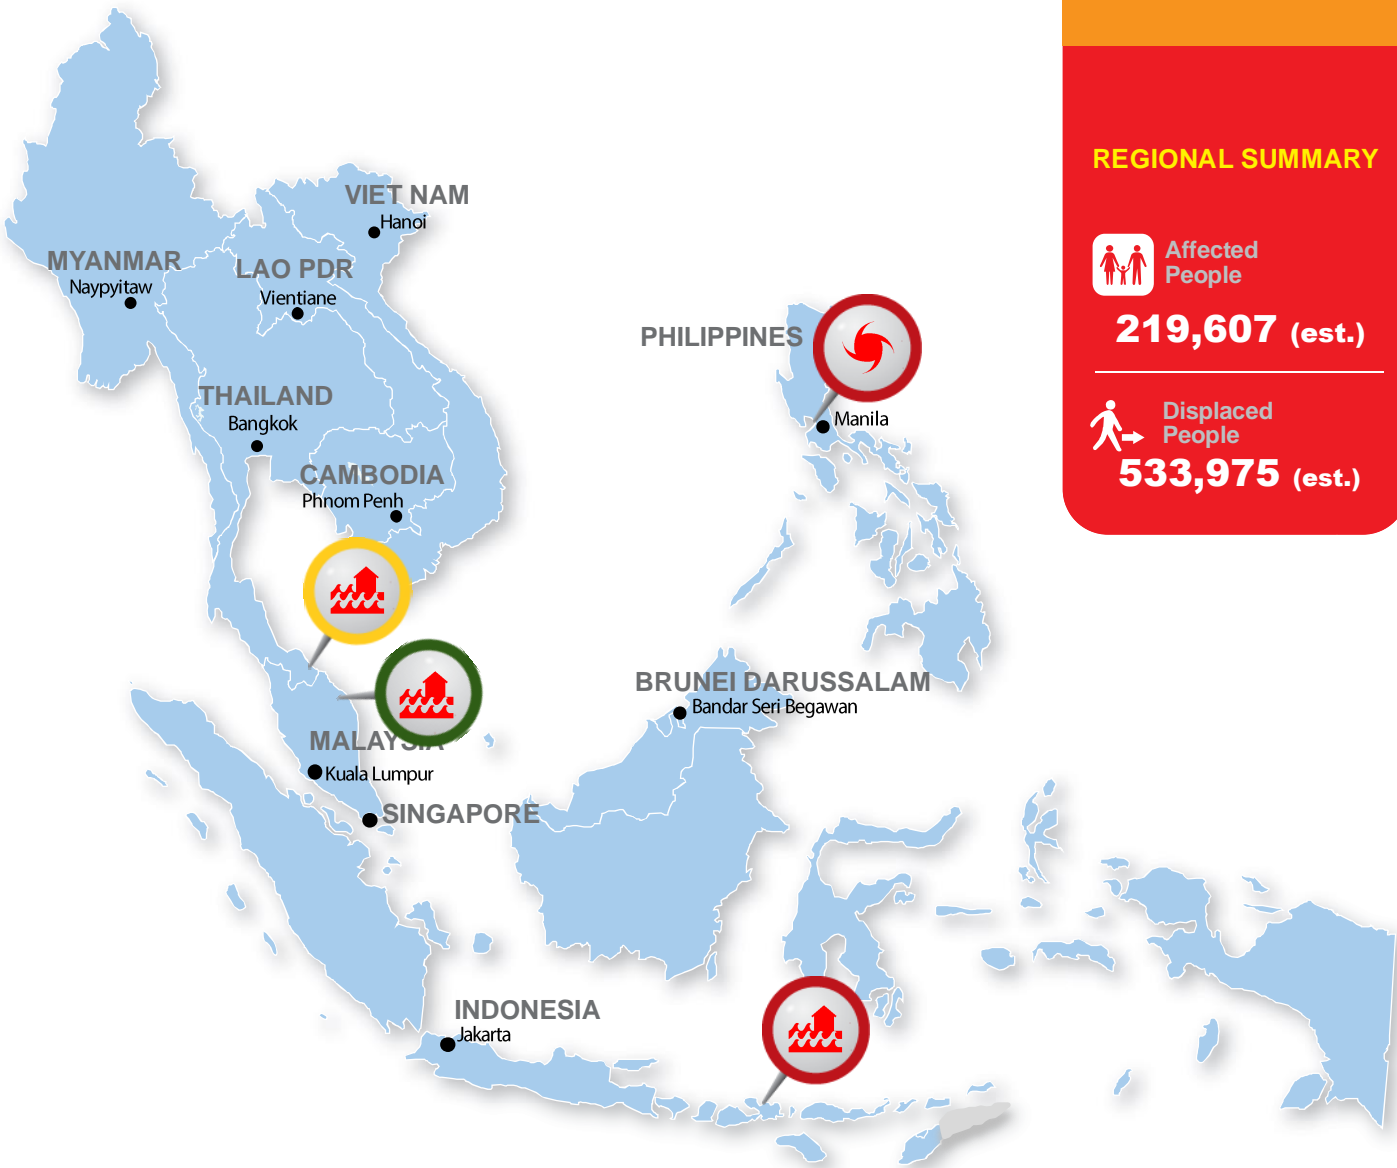 REGIONAL SUMMARY
Affected
People
219,607 (est.)
Displaced
People
533,975 (est.)
VIET NAM
Hanoi
MYANMAR
Naypyitaw
LAO PDR
Vientiane
PHILIPPINES
Manila
THAILAND
Bangkok
CAMBODIA
Phnom Penh
BRUNEI DARUSSALAM
Bandar Seri Begawan
MALAYSIA
Kuala Lumpur
SINGAPORE
INDONESIA
Jakarta